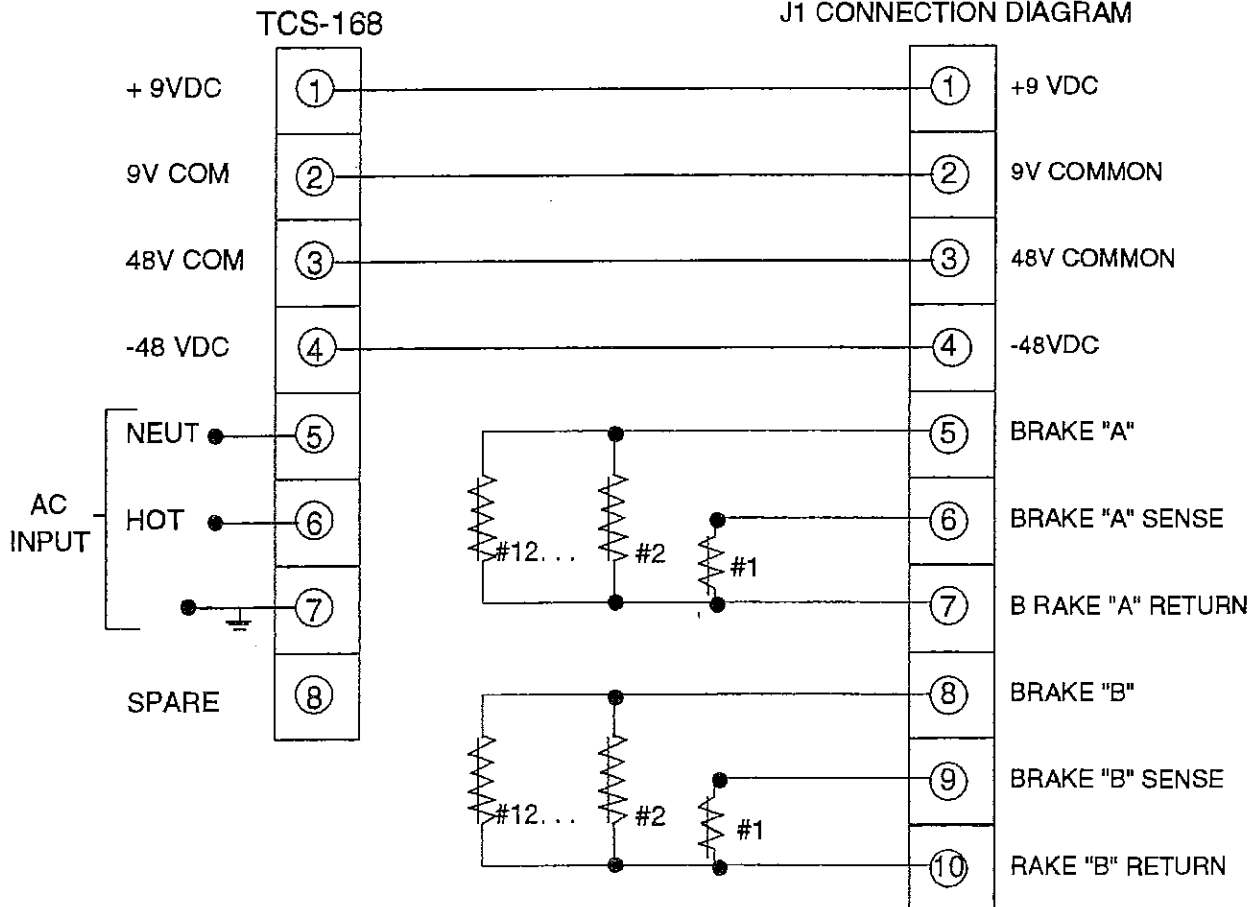 J1 CONNECTION DIAGRAM
TCS-168
+ 9VDC 1 1 +9 VDC
9V COM 2 2 9V COMMON
48V COM 3 3 48V COMMON
-48 VDC 4 4 -48VDC
NEUT 5 5 BRAKE "A"
AC INPUT
HOT 6 6 BRAKE "A" SENSE
#12. . . #2 #1
7 7 B RAKE "A" RETURN
SPARE 8 8 BRAKE "B"
9 BRAKE "B" SENSE
#12. . . #2 #1
10 RAKE "B" RETURN